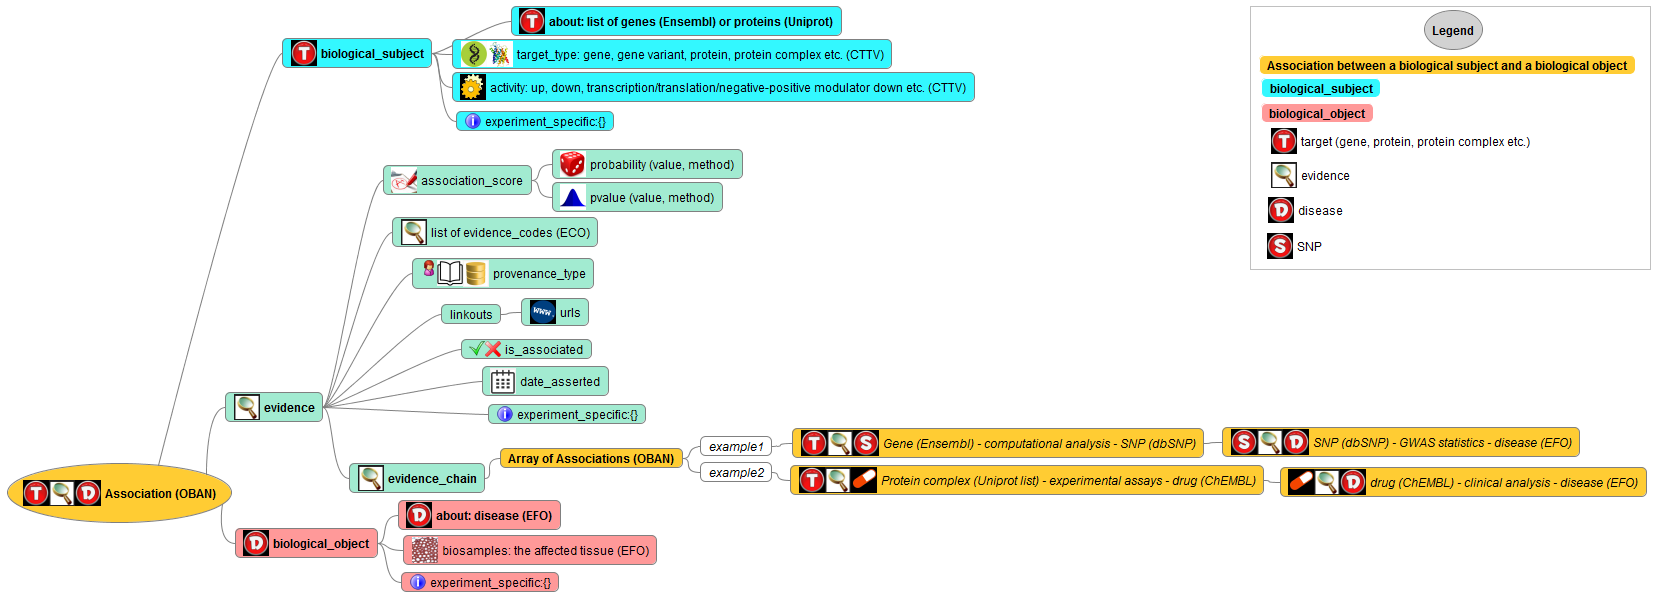 about: list of genes (Ensembl) or proteins (Uniprot)
biological_subject
target_type: gene, gene variant, protein, protein complex etc. (CTTV)
activity: up, down, transcription/translation/negative-positive modulator down etc. (CTTV)
experiment_specific:{}
association_score
probability (value, method)
pvalue (value, method)
list of evidence_codes (ECO)
provenance_type
linkouts
www.
urls
is_associated
date_asserted
evidence
experiment_specific:{}
evidence_chain
Array of Associations (OBAN)
example1
T S Gene (Ensembl) - computational analysis - SNP (dbSNP)
S D SNP (dbSNP) - GWAS statistics - disease (EFO)
example2
T Protein complex (Uniprot list) - experimental assays - drug (ChEMBL)
D drug (ChEMBL) - clinical analysis - disease (EFO)
T D Association (OBAN)
biological_object
about: disease (EFO)
biosamples: the affected tissue (EFO)
experiment_specific:{}
Legend
Association between a biological subject and a biological object
biological_subject
biological_object
T target (gene, protein, protein complex etc.)
evidence
D disease
S SNP